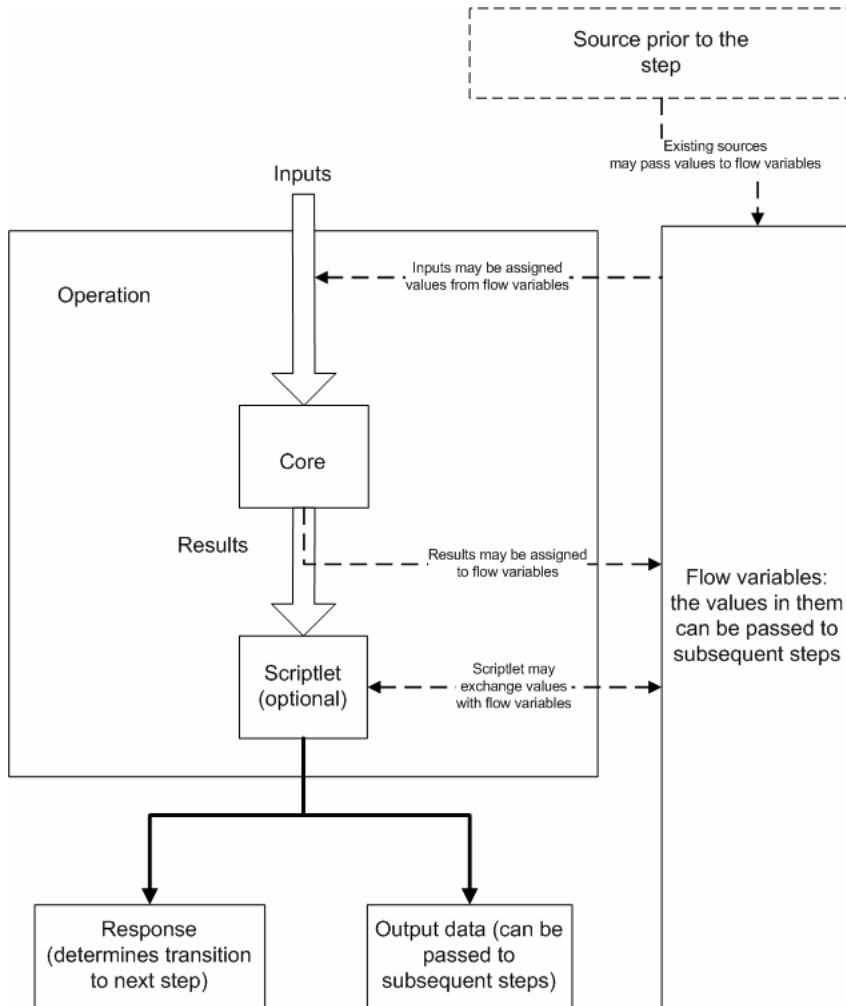 Source prior to the
step
Existing sources
may pass values to flow variables
Inputs
Inputs may be assigned
values from flow variables
Operation
Core
Results
Results may be assigned
to flow variables
Flow variables:
the values in them
can be passed to
subsequent steps
Scriptlet
(optional)
Scriptlet may
exchange values
with flow variables
Response
(determines transition
to next step)
Output data (can be
passed to
subsequent steps)